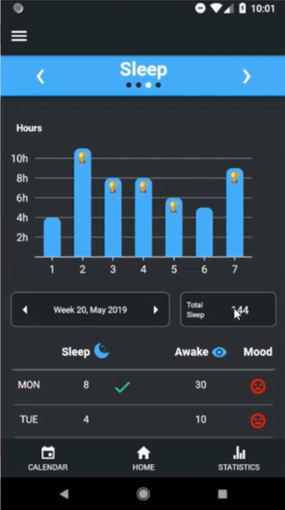 10:01
Sleep
Hours
10h
8h
6h
4h
2h
1 2 3 4 5 6 7
Week 20, May 2019
Total
Sleep
Sleep Awake Mood
MON 8 30
TUE 4 10
CALENDAR HOME STATISTICS